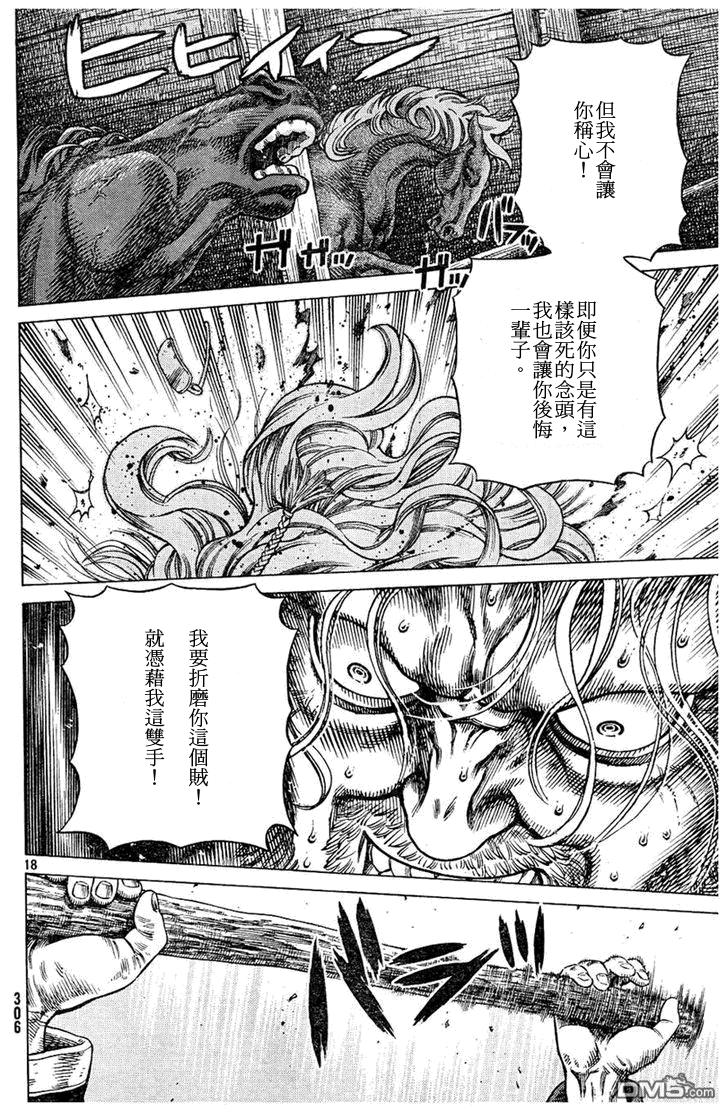 ヒヒィィン
但我不會讓
你稱心！
ガガッ
ガッ
バラッ
即便你只是有這
樣該死的念頭，
我也會讓你後悔
一輩子。
我要折磨你這個賊！
就憑藉我這雙手！
18
306
DM5.com